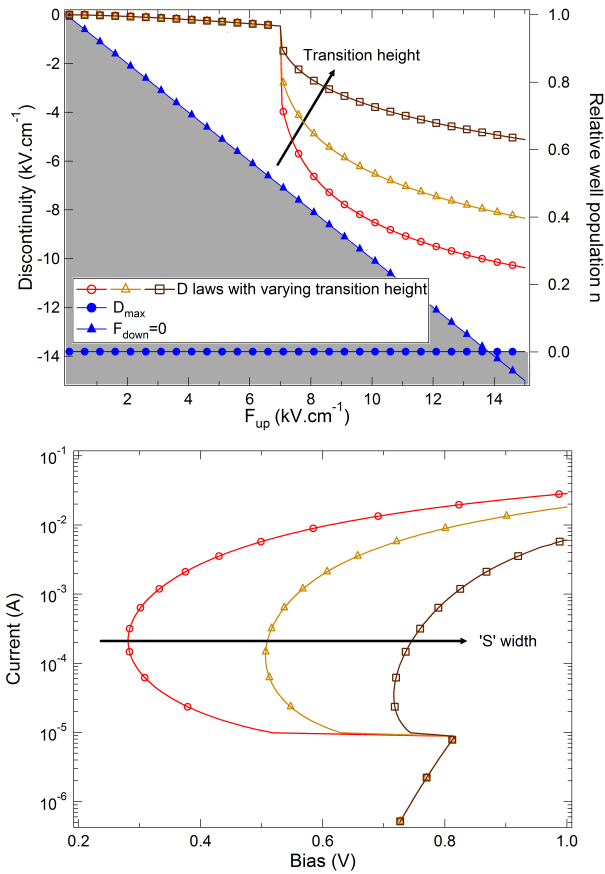 0
-2
-4
-6
-8
-10
-12
-14
Discontinuity (kV.cm⁻¹)
1.0
0.8
0.6
0.4
0.2
0.0
Relative well population n
Transition height
D laws with varying transition height
Dmax
Fdown=0
2 4 6 8 10 12 14
Fup (kV.cm⁻¹)
10⁻¹
10⁻²
10⁻³
10⁻⁴
10⁻⁵
10⁻⁶
Current (A)
'S' width
0.2 0.4 0.6 0.8 1.0
Bias (V)